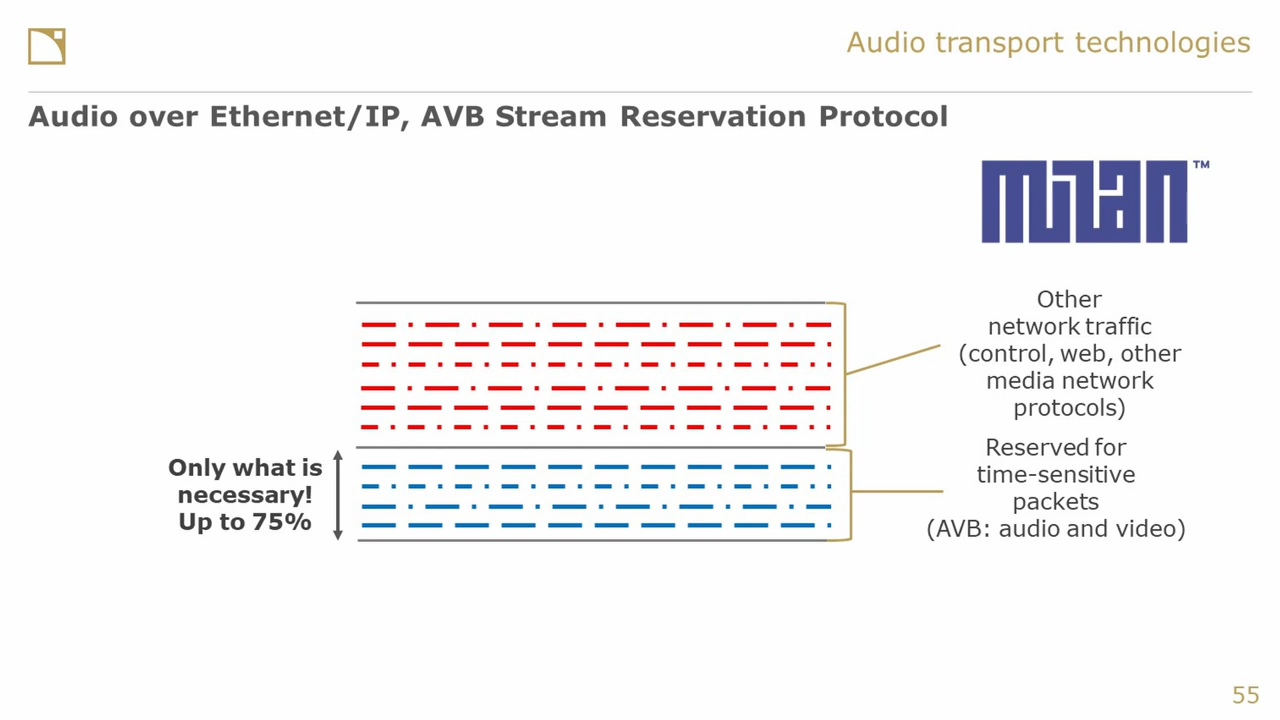 Audio transport technologies
Audio over Ethernet/IP, AVB Stream Reservation Protocol
milan™
Other
network traffic
(control, web, other
media network
protocols)
Only what is
necessary!
Up to 75%
Reserved for
time-sensitive
packets
(AVB: audio and video)
55